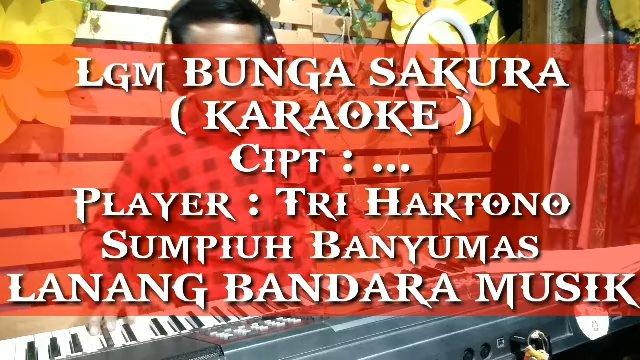 Lgm BUNGA SAKURA
( KARAOKE )
Cipt : ...
Player : Tri Hartono
Sumpiuh Banyumas
LANANG BANDARA MUSIK